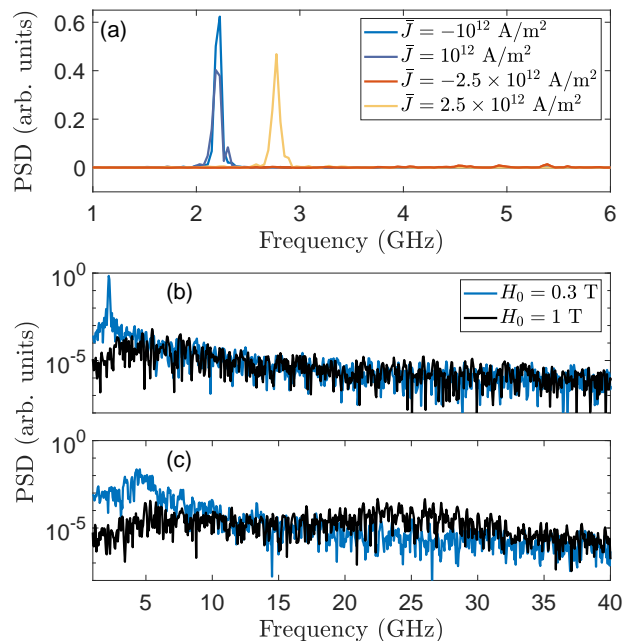 (a)
J̄ = −10¹² A/m²
J̄ = 10¹² A/m²
J̄ = −2.5 × 10¹² A/m²
J̄ = 2.5 × 10¹² A/m²
PSD (arb. units)
0.6
0.4
0.2
0
1 2 3 4 5 6
Frequency (GHz)
(b)
H₀ = 0.3 T
H₀ = 1 T
PSD (arb. units)
10⁰
10⁻⁵
(c)
10⁰
10⁻⁵
5 10 15 20 25 30 35 40
Frequency (GHz)